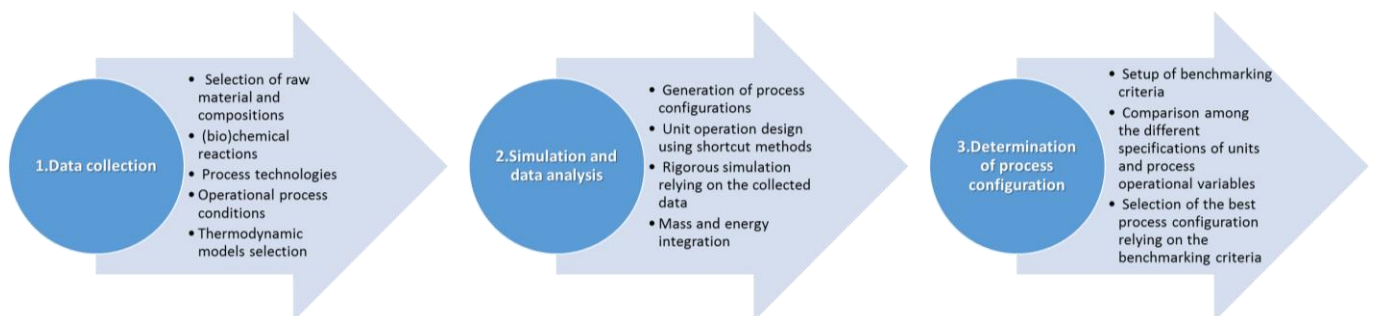 1.Data collection
• Selection of raw
material and
compositions
• (bio)chemical
reactions
• Process technologies
• Operational process
conditions
• Thermodynamic
models selection
2.Simulation and
data analysis
• Generation of process
configurations
• Unit operation design
using shortcut methods
• Rigorous simulation
relying on the collected
data
• Mass and energy
integration
3.Determination
of process
configuration
• Setup of benchmarking
criteria
• Comparison among
the different
specifications of units
and process
operational variables
• Selection of the best
process configuration
relying on the
benchmarking criteria